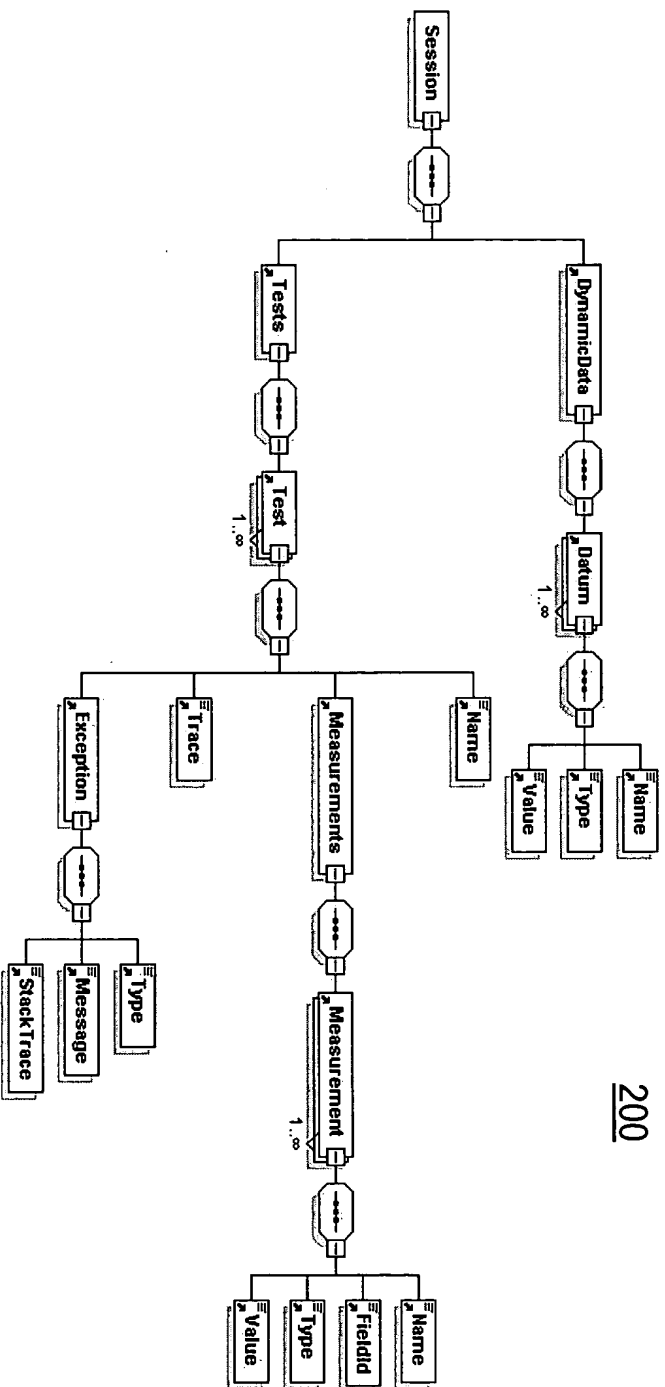 Session
DynamicData
Datum
1..∞
Name
Type
Value
Tests
Test
1..∞
Name
Measurements
Measurement
1..∞
Name
FieldId
Type
Value
Trace
Exception
Type
Message
StackTrace
200